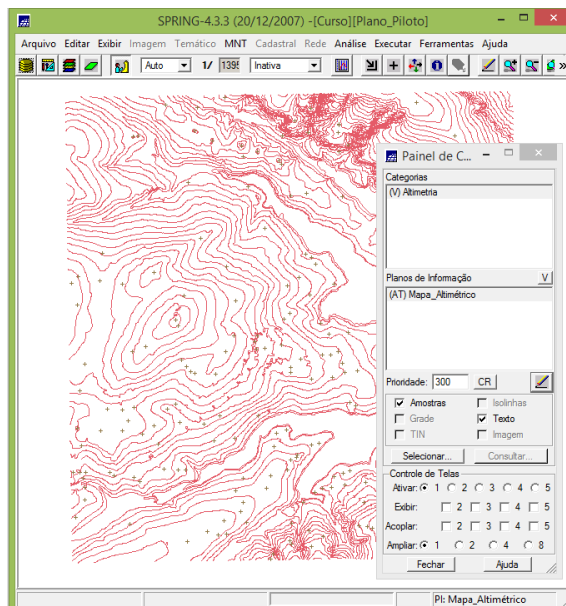 SPRING-4.3.3 (20/12/2007) -[Curso][Plano_Piloto]
Arquivo Editar Exibir Imagem Temático MNT Cadastral Rede Análise Executar Ferramentas Ajuda
Auto 1/ 1395 Inativa »
Painel de C...
Categorias
(V) Altimetria
Planos de Informação V
(AT) Mapa_Altimétrico
Prioridade: 300 CR
Amostras Isolinhas
Grade Texto
TIN Imagem
Selecionar... Consultar...
Controle de Telas
Ativar: 1 2 3 4 5
Exibir: 2 3 4 5
Acoplar: 2 3 4 5
Ampliar: 1 2 4 8
Fechar Ajuda
PI: Mapa_Altimétrico